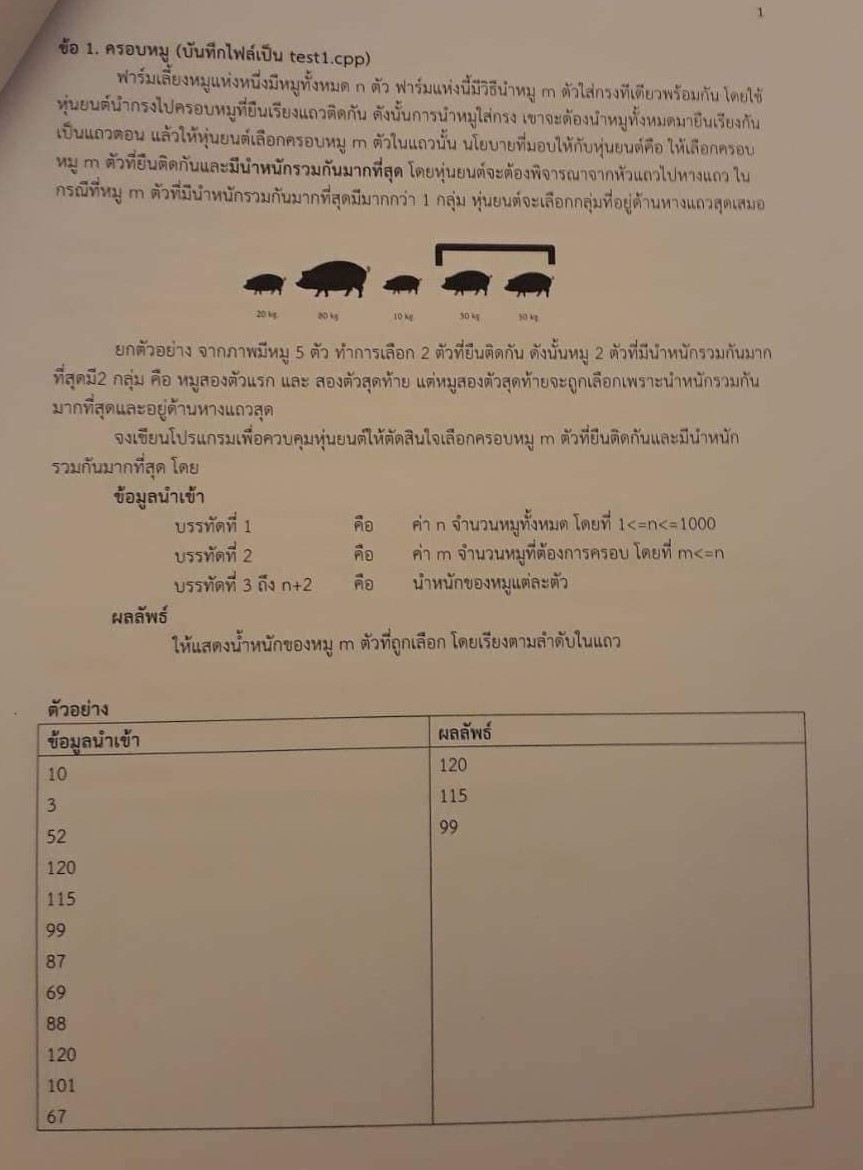 1
ข้อ 1. ครอบหมู (บันทึกไฟล์เป็น test1.cpp)
ฟาร์มเลี้ยงหมูแห่งหนึ่งมีหมูทั้งหมด n ตัว ฟาร์มแห่งนี้มีวิธีนำหมู m ตัวใส่กรงทีเดียวพร้อมกัน โดยใช้
หุ่นยนต์นำกรงไปครอบหมูที่ยืนเรียงแถวติดกัน ดังนั้นการนำหมูใส่กรง เขาจะต้องนำหมูทั้งหมดมายืนเรียงกัน
เป็นแถวตอน แล้วให้หุ่นยนต์เลือกครอบหมู m ตัวในแถวนั้น นโยบายที่มอบให้กับหุ่นยนต์คือ ให้เลือกครอบ
หมู m ตัวที่ยืนติดกันและมีน้ำหนักรวมกันมากที่สุด โดยหุ่นยนต์จะต้องพิจารณาจากหัวแถวไปหางแถว ใน
กรณีที่หมู m ตัวที่มีน้ำหนักรวมกันมากที่สุดมีมากกว่า 1 กลุ่ม หุ่นยนต์จะเลือกกลุ่มที่อยู่ด้านหางแถวสุดเสมอ
20 kg 80 kg 10 kg 50 kg 50 kg
ยกตัวอย่าง จากภาพมีหมู 5 ตัว ทำการเลือก 2 ตัวที่ยืนติดกัน ดังนั้นหมู 2 ตัวที่มีน้ำหนักรวมกันมาก
ที่สุดมี2 กลุ่ม คือ หมูสองตัวแรก และ สองตัวสุดท้าย แต่หมูสองตัวสุดท้ายจะถูกเลือกเพราะน้ำหนักรวมกัน
มากที่สุดและอยู่ด้านหางแถวสุด
จงเขียนโปรแกรมเพื่อควบคุมหุ่นยนต์ให้ตัดสินใจเลือกครอบหมู m ตัวที่ยืนติดกันและมีน้ำหนัก
รวมกันมากที่สุด โดย
ข้อมูลนำเข้า
บรรทัดที่ 1 คือ ค่า n จำนวนหมูทั้งหมด โดยที่ 1<=n<=1000
บรรทัดที่ 2 คือ ค่า m จำนวนหมูที่ต้องการครอบ โดยที่ m<=n
บรรทัดที่ 3 ถึง n+2 คือ น้ำหนักของหมูแต่ละตัว
ผลลัพธ์
ให้แสดงน้ำหนักของหมู m ตัวที่ถูกเลือก โดยเรียงตามลำดับในแถว
ตัวอย่าง
ข้อมูลนำเข้า
10
3
52
120
115
99
87
69
88
120
101
67
ผลลัพธ์
120
115
99